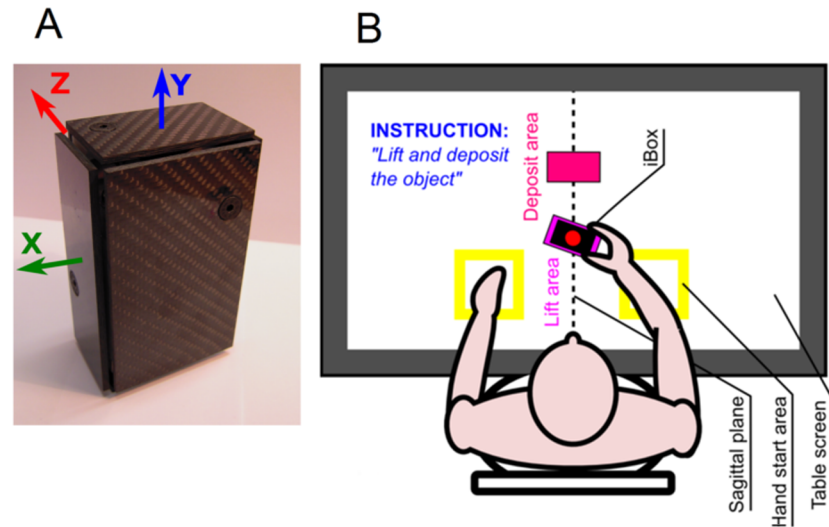 A
B
Z
Y
X
INSTRUCTION:
"Lift and deposit
the object"
Deposit area
iBox
Lift area
Sagittal plane
Hand start area
Table screen